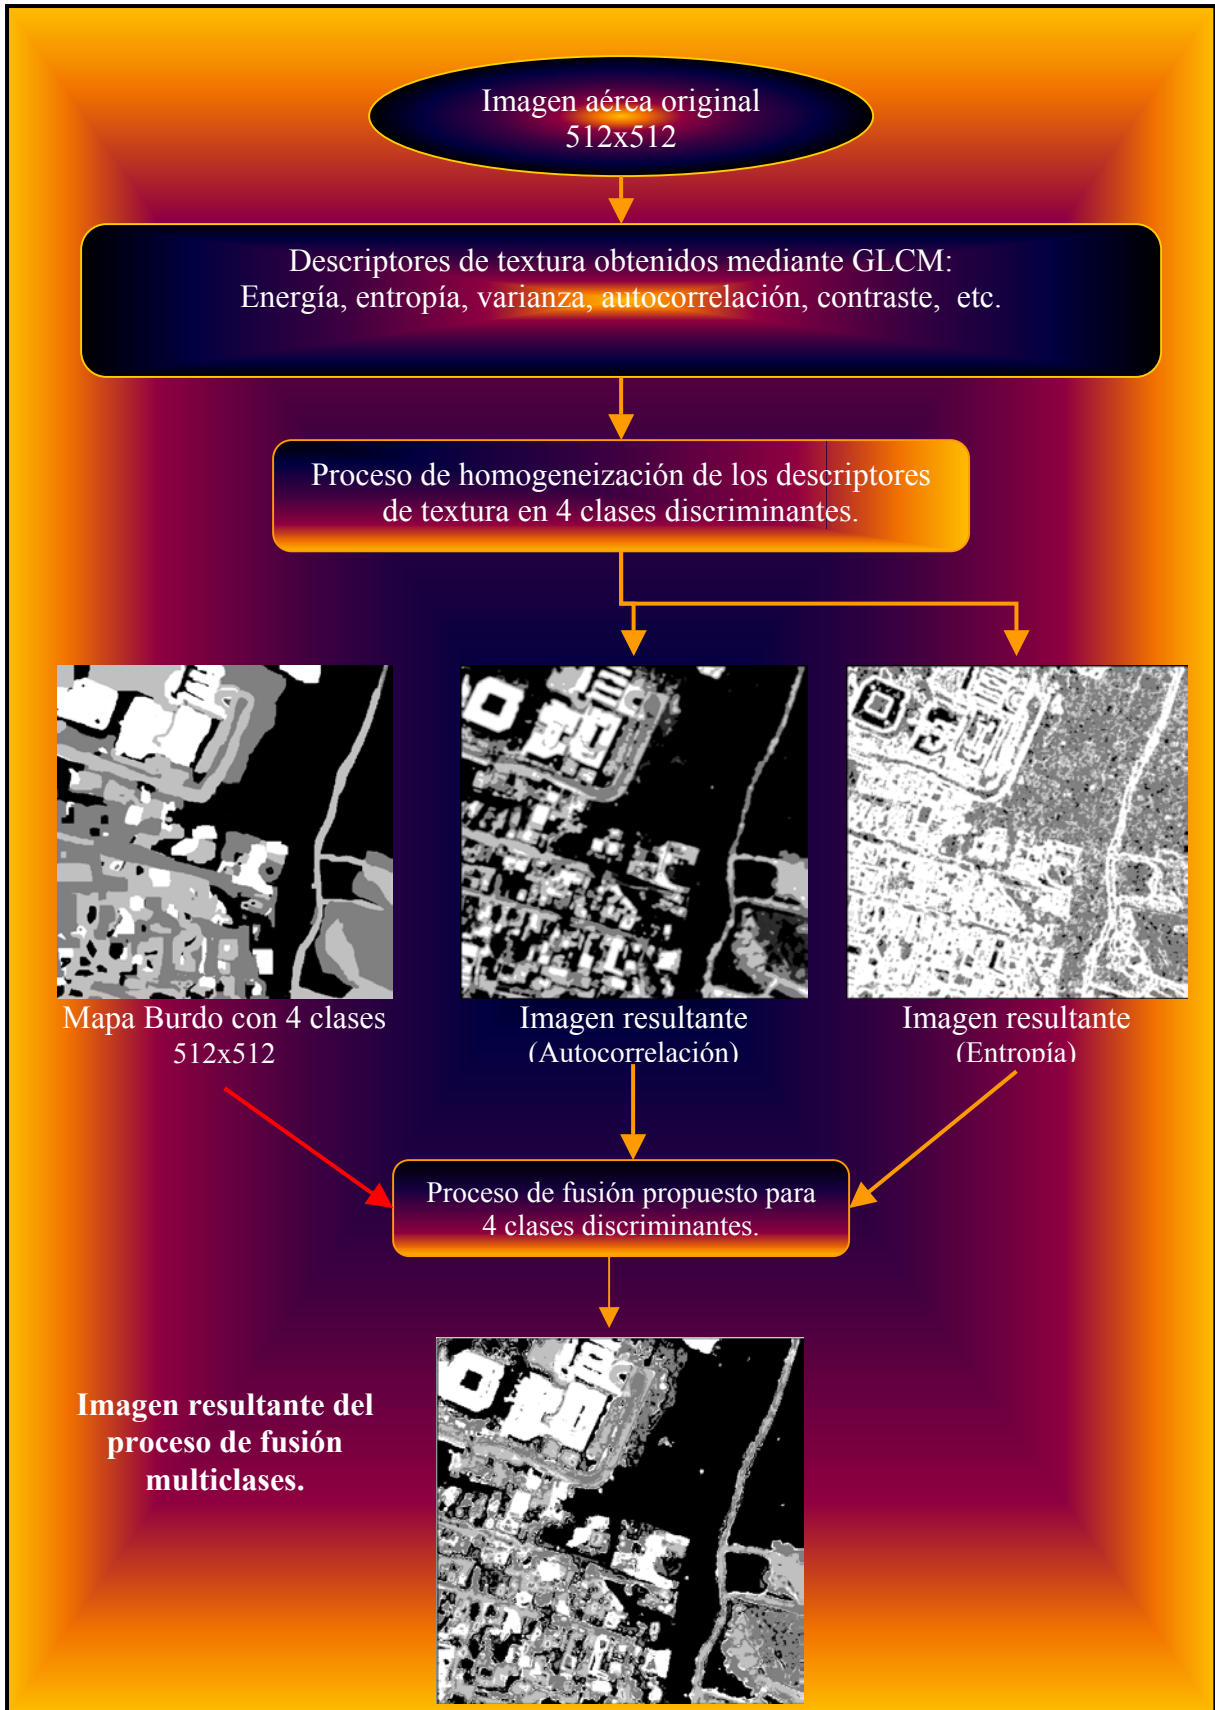 Imagen aérea original
512x512
Descriptores de textura obtenidos mediante GLCM:
Energía, entropía, varianza, autocorrelación, contraste, etc.
Proceso de homogeneización de los descriptores
de textura en 4 clases discriminantes.
Mapa Burdo con 4 clases
512x512
Imagen resultante
(Autocorrelación)
Imagen resultante
(Entropía)
Proceso de fusión propuesto para
4 clases discriminantes.
Imagen resultante del
proceso de fusión
multiclases.